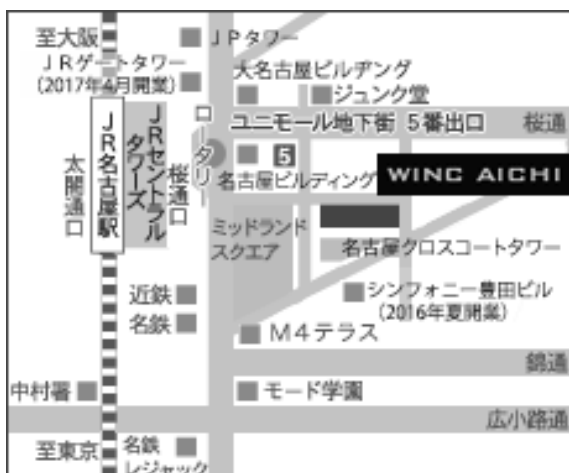 至大阪
JPタワー
JRゲートタワー
(2017年4月開業)
大名古屋ビルヂング
ジュンク堂
ユニモール地下街 5番出口
桜通
ロータリー
JR名古屋駅
JRセントラル
タワーズ
桜通口
太閤通口
5
名古屋ビルディング
WINC AICHI
ミッドランド
スクエア
名古屋クロスコートタワー
シンフォニー豊田ビル
(2016年夏開業)
近鉄
名鉄
M4テラス
錦通
中村署
モード学園
広小路通
至東京
名鉄
レジャック